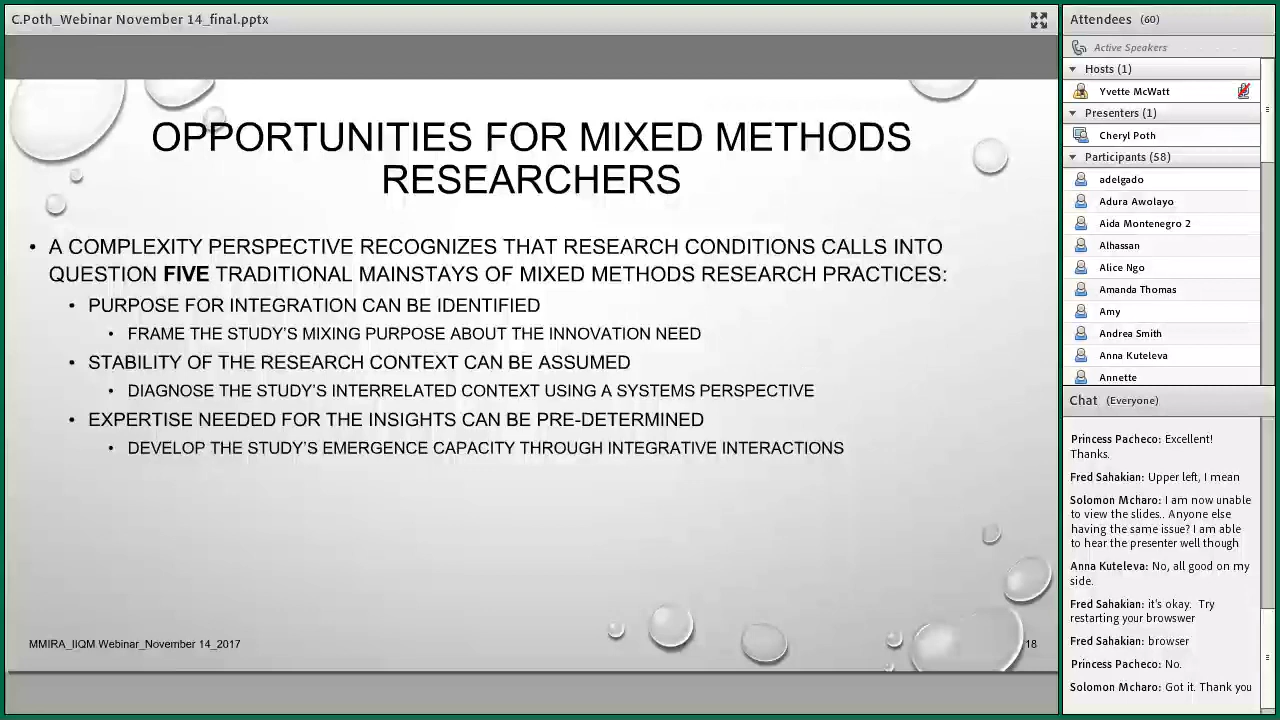 C.Poth_Webinar November 14_final.pptx
OPPORTUNITIES FOR MIXED METHODS
RESEARCHERS
• A COMPLEXITY PERSPECTIVE RECOGNIZES THAT RESEARCH CONDITIONS CALLS INTO
QUESTION FIVE TRADITIONAL MAINSTAYS OF MIXED METHODS RESEARCH PRACTICES:
• PURPOSE FOR INTEGRATION CAN BE IDENTIFIED
• FRAME THE STUDY'S MIXING PURPOSE ABOUT THE INNOVATION NEED
• STABILITY OF THE RESEARCH CONTEXT CAN BE ASSUMED
• DIAGNOSE THE STUDY'S INTERRELATED CONTEXT USING A SYSTEMS PERSPECTIVE
• EXPERTISE NEEDED FOR THE INSIGHTS CAN BE PRE-DETERMINED
• DEVELOP THE STUDY'S EMERGENCE CAPACITY THROUGH INTEGRATIVE INTERACTIONS
MMIRA_IIQM Webinar_November 14_2017
18
Attendees (60)
Active Speakers
Hosts (1)
Yvette McWatt
Presenters (1)
Cheryl Poth
Participants (58)
adelgado
Adura Awolayo
Aida Montenegro 2
Alhassan
Alice Ngo
Amanda Thomas
Amy
Andrea Smith
Anna Kuteleva
Annette
Chat (Everyone)
Princess Pacheco: Excellent!
Thanks.
Fred Sahakian: Upper left, I mean
Solomon Mcharo: I am now unable
to view the slides.. Anyone else
having the same issue? I am able
to hear the presenter well though
Anna Kuteleva: No, all good on my
side.
Fred Sahakian: it's okay. Try
restarting your browswer
Fred Sahakian: browser
Princess Pacheco: No.
Solomon Mcharo: Got it. Thank you